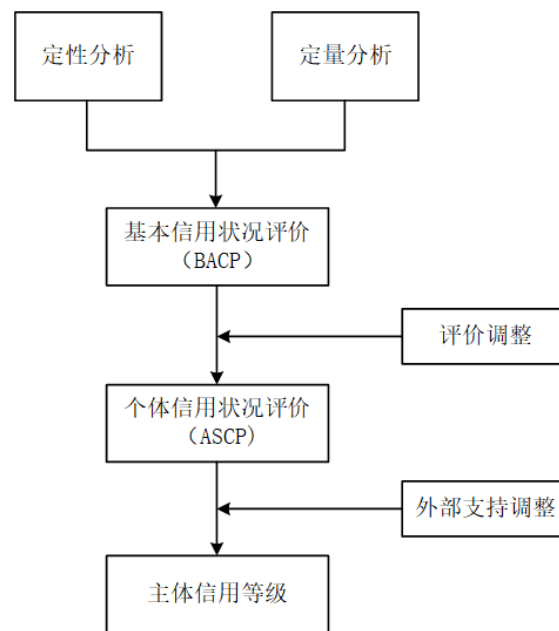 定性分析
定量分析
基本信用状况评价
（BACP）
评价调整
个体信用状况评价
（ASCP)
外部支持调整
主体信用等级